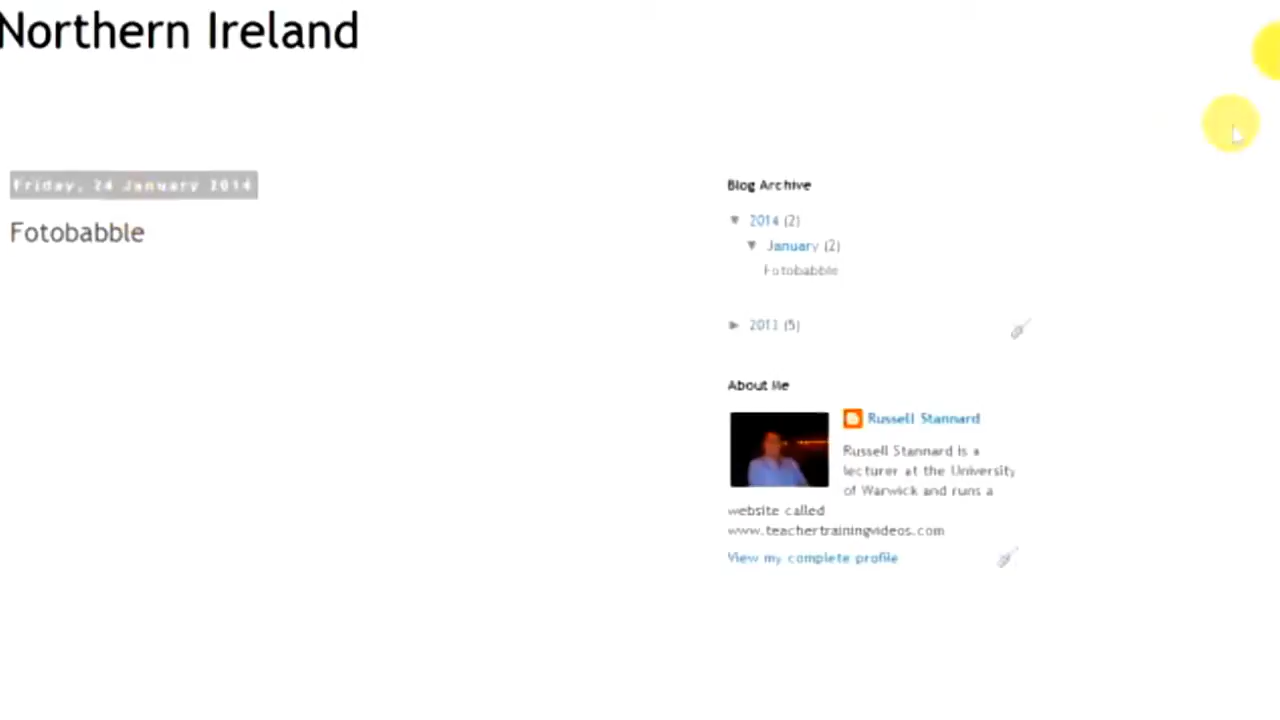 Northern Ireland
Friday, 24 January 2014
Fotobabble
Blog Archive
▼ 2014 (2)
▼ January (2)
Fotobabble
► 2013 (5)
About Me
Russell Stannard
Russell Stannard is a
lecturer at the University
of Warwick and runs a
website called
www.teachertrainingvideos.com
View my complete profile